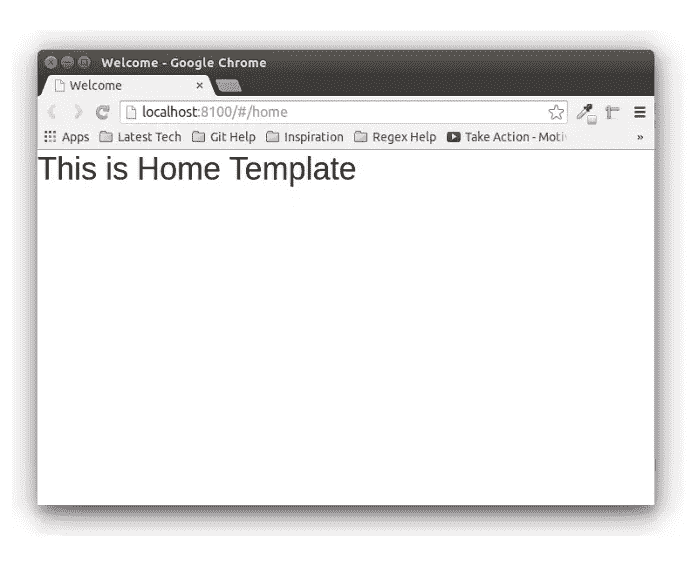 Welcome - Google Chrome
Welcome
localhost:8100/#/home
Apps Latest Tech Git Help Inspiration Regex Help Take Action - Moti
This is Home Template